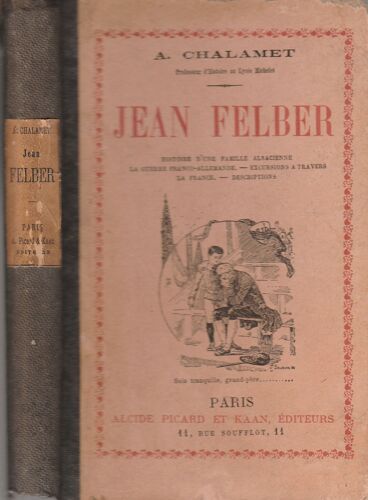 A. CHALAMET
Jean
FELBER
PARIS
A. Picard & Kaan
A. CHALAMET
Professeur d'Histoire au Lycée Michelet
JEAN FELBER
HISTOIRE D'UNE FAMILLE ALSACIENNE
LA GUERRE FRANCO-ALLEMANDE. — EXCURSIONS A TRAVERS
LA FRANCE. — DESCRIPTIONS
Sois tranquille, grand-père..........
PARIS
ALCIDE PICARD ET KAAN, ÉDITEURS
11, RUE SOUFFLOT, 11